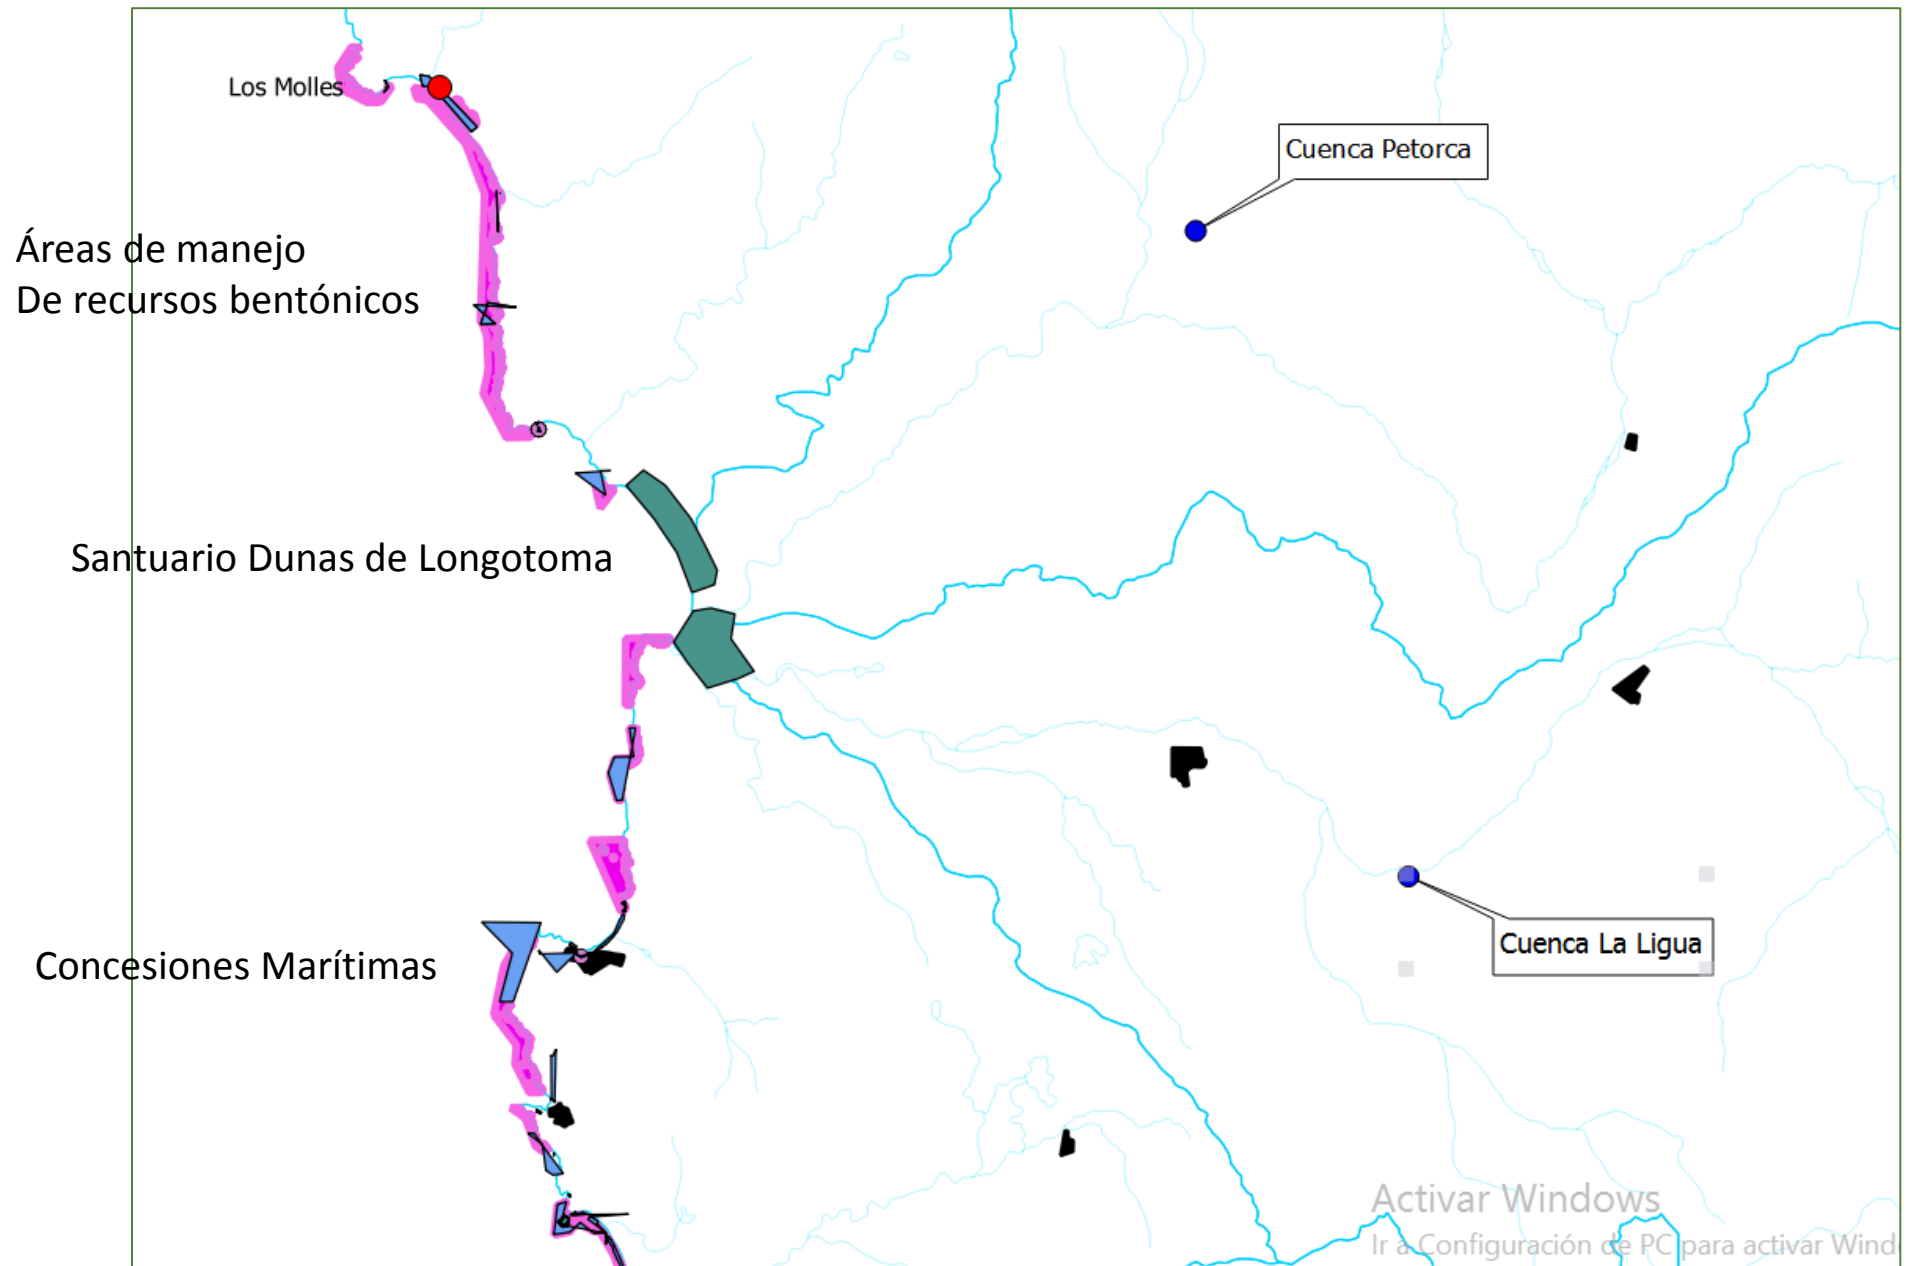 Los Molles
Cuenca Petorca
Áreas de manejo
De recursos bentónicos
Santuario Dunas de Longotoma
Concesiones Marítimas
Cuenca La Ligua
Activar Windows
Ir a Configuración de PC para activar Wind